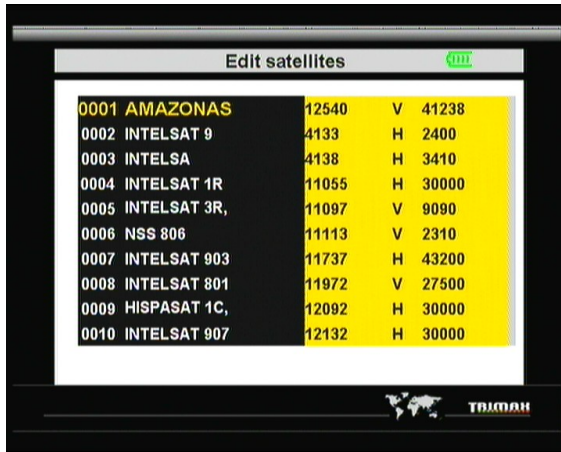 Edit satellites
0001 AMAZONAS 12540 V 41238
0002 INTELSAT 9 4133 H 2400
0003 INTELSA 4138 H 3410
0004 INTELSAT 1R 11055 H 30000
0005 INTELSAT 3R, 11097 V 9090
0006 NSS 806 11113 V 2310
0007 INTELSAT 903 11737 H 43200
0008 INTELSAT 801 11972 V 27500
0009 HISPASAT 1C, 12092 H 30000
0010 INTELSAT 907 12132 H 30000
TRIMAX